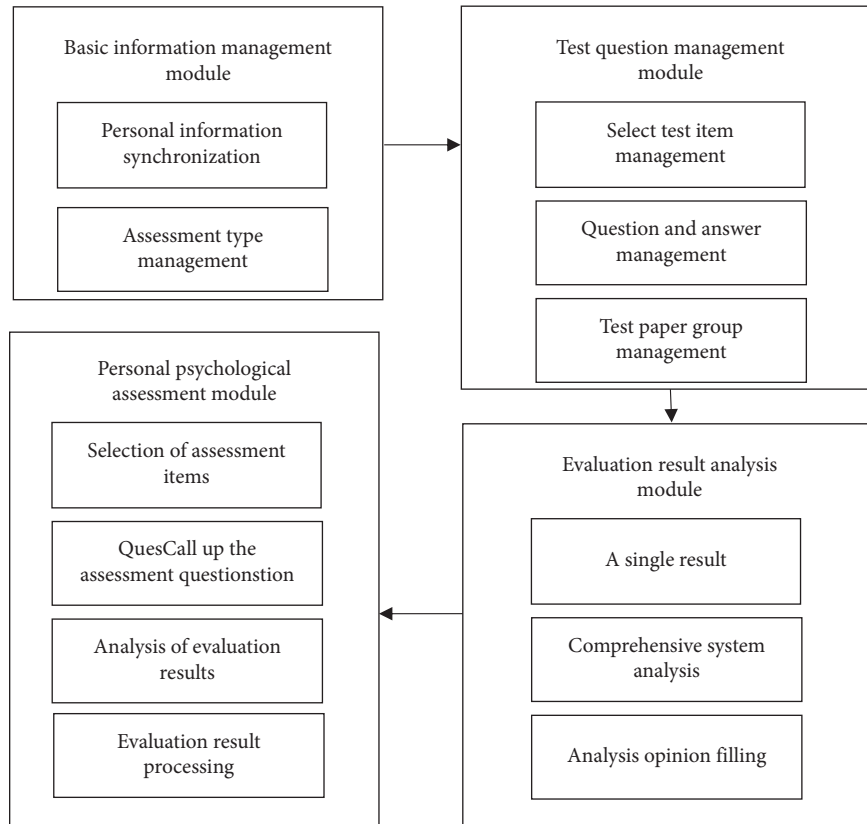 Basic information management
module
Personal information
synchronization
Assessment type
management
Test question management
module
Select test item
management
Question and answer
management
Test paper group
management
Personal psychological
assessment module
Selection of assessment
items
QuesCall up the
assessment questionstion
Analysis of evaluation
results
Evaluation result
processing
Evaluation result analysis
module
A single result
Comprehensive system
analysis
Analysis opinion filling